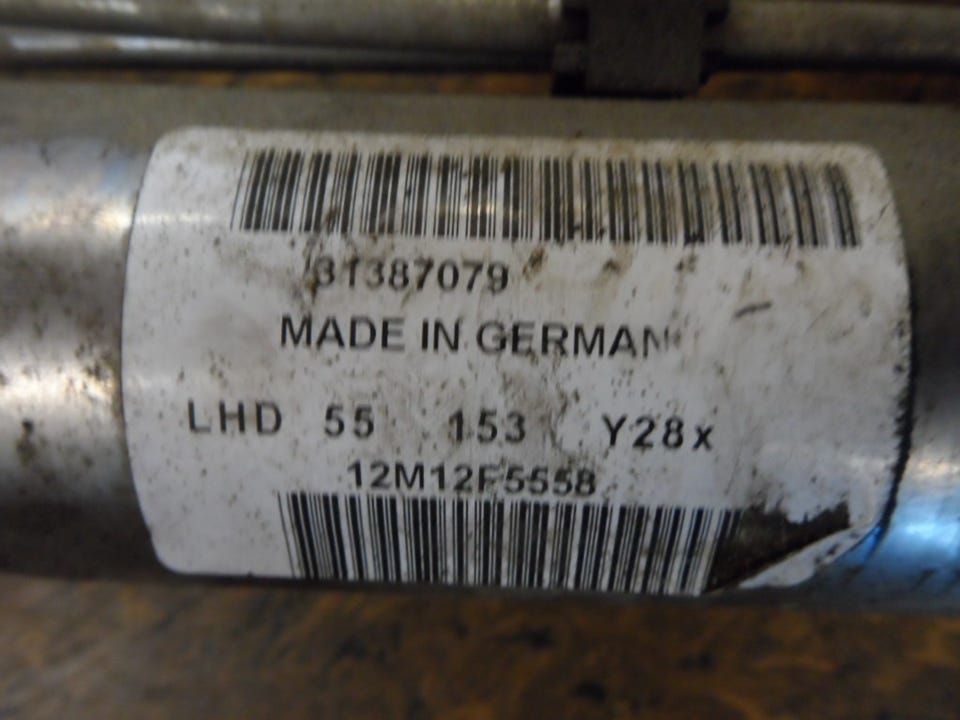 31387079
MADE IN GERMAN
LHD 55 153 Y28x
12M12F5558